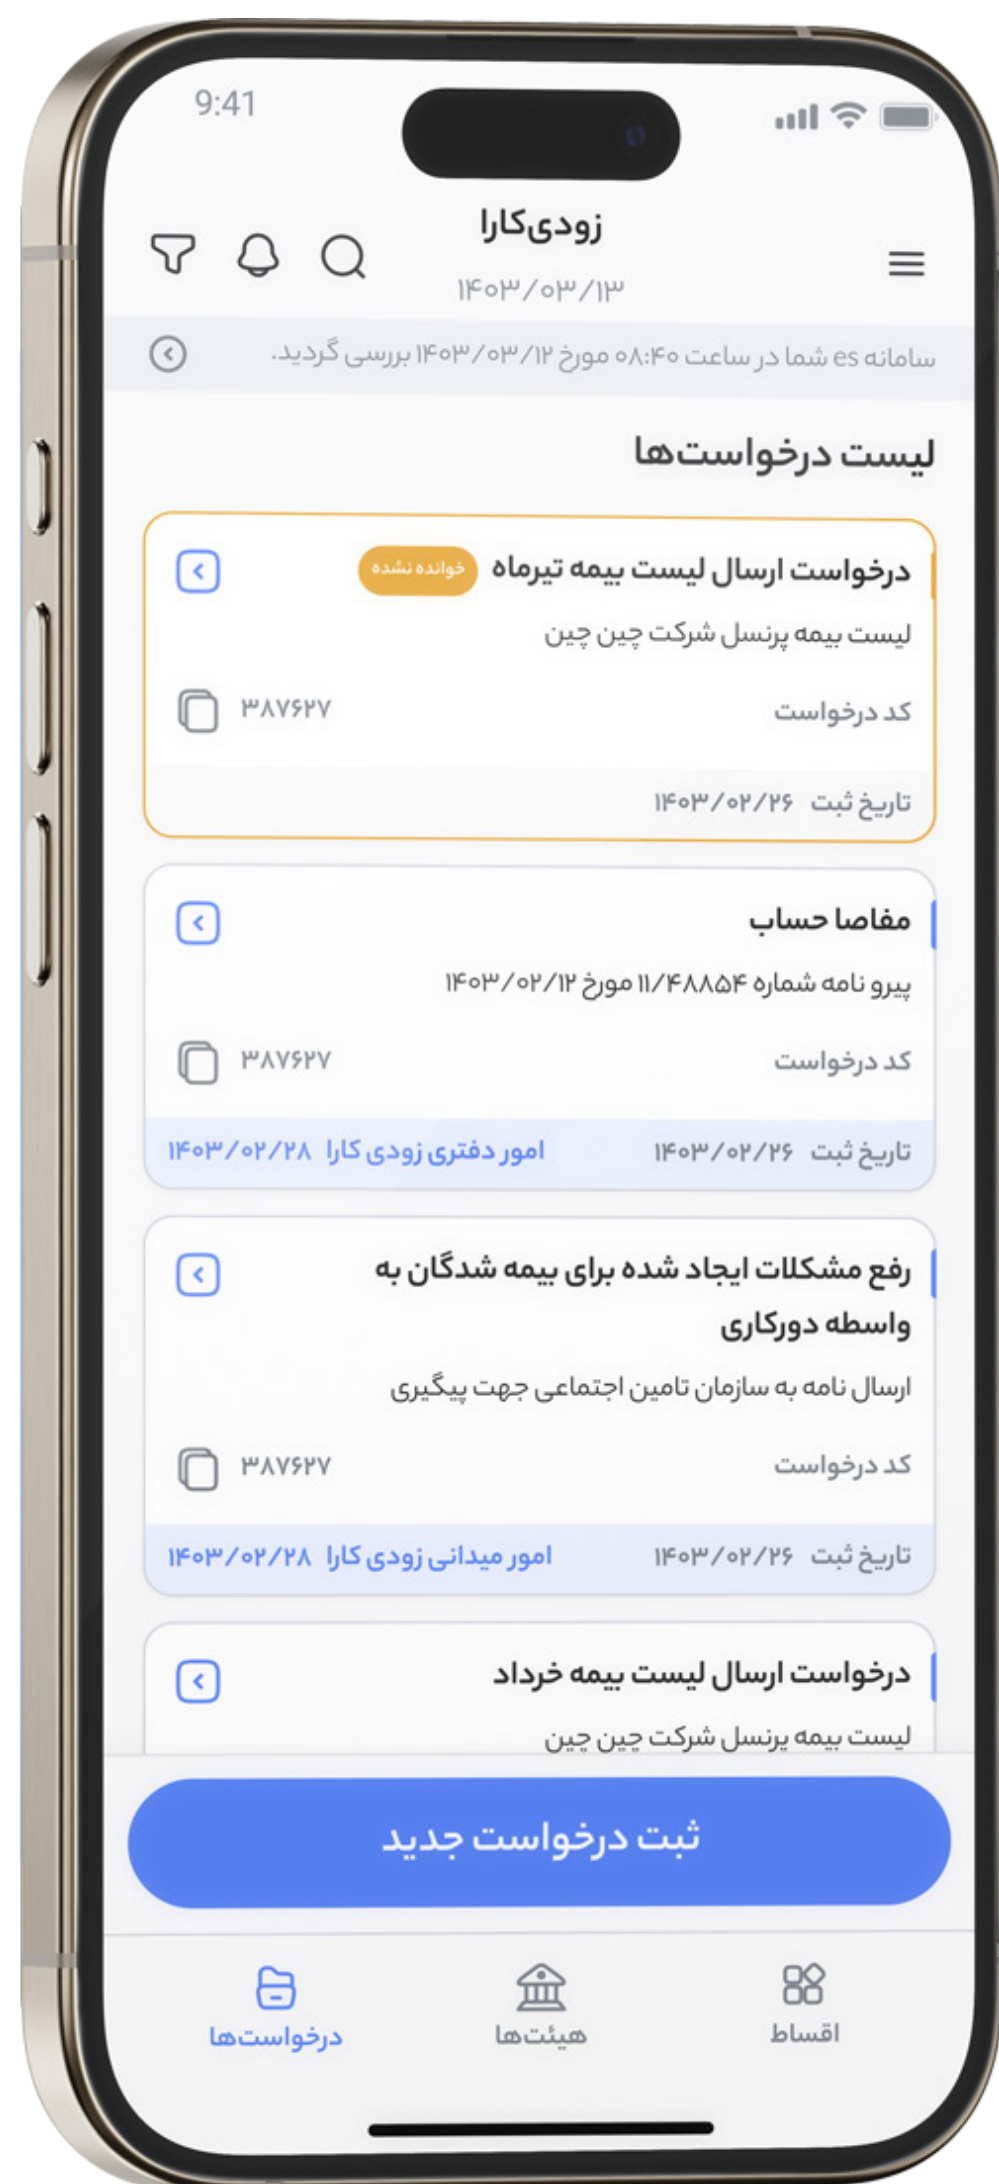 9:41
زودی‌کارا
۱۴۰۳/۰۳/۱۳
سامانه es شما در ساعت ۰۸:۴۰ مورخ ۱۴۰۳/۰۳/۱۲ بررسی گردید.
لیست درخواست‌ها
درخواست ارسال لیست بیمه تیرماه خوانده نشده
لیست بیمه پرنسل شرکت چین چین
کد درخواست ۳۸۷۶۲۷
تاریخ ثبت ۱۴۰۳/۰۲/۲۶
مفاصا حساب
پیرو نامه شماره ۱۱/۴۸۸۵۴ مورخ ۱۴۰۳/۰۲/۱۲
کد درخواست ۳۸۷۶۲۷
تاریخ ثبت ۱۴۰۳/۰۲/۲۶ امور دفتری زودی کارا ۱۴۰۳/۰۲/۲۸
رفع مشکلات ایجاد شده برای بیمه شدگان به
واسطه دورکاری
ارسال نامه به سازمان تامین اجتماعی جهت پیگیری
کد درخواست ۳۸۷۶۲۷
تاریخ ثبت ۱۴۰۳/۰۲/۲۶ امور میدانی زودی کارا ۱۴۰۳/۰۲/۲۸
درخواست ارسال لیست بیمه خرداد
لیست بیمه پرنسل شرکت چین چین
ثبت درخواست جدید
اقساط
هیئت‌ها
درخواست‌ها